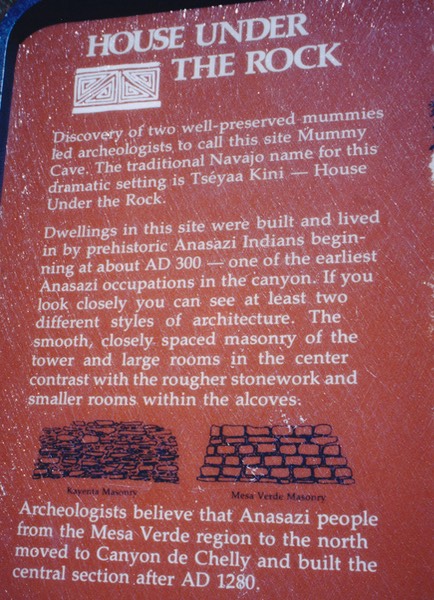 HOUSE UNDER
THE ROCK
Discovery of two well-preserved mummies
led archeologists to call this site Mummy
Cave. The traditional Navajo name for this
dramatic setting is Tséyaa Kini — House
Under the Rock.
Dwellings in this site were built and lived
in by prehistoric Anasazi Indians begin-
ning at about AD 300 — one of the earliest
Anasazi occupations in the canyon. If you
look closely you can see at least two
different styles of architecture. The
smooth, closely spaced masonry of the
tower and large rooms in the center
contrast with the rougher stonework and
smaller rooms within the alcoves.
Kayenta Masonry
Mesa Verde Masonry
Archeologists believe that Anasazi people
from the Mesa Verde region to the north
moved to Canyon de Chelly and built the
central section after AD 1280.